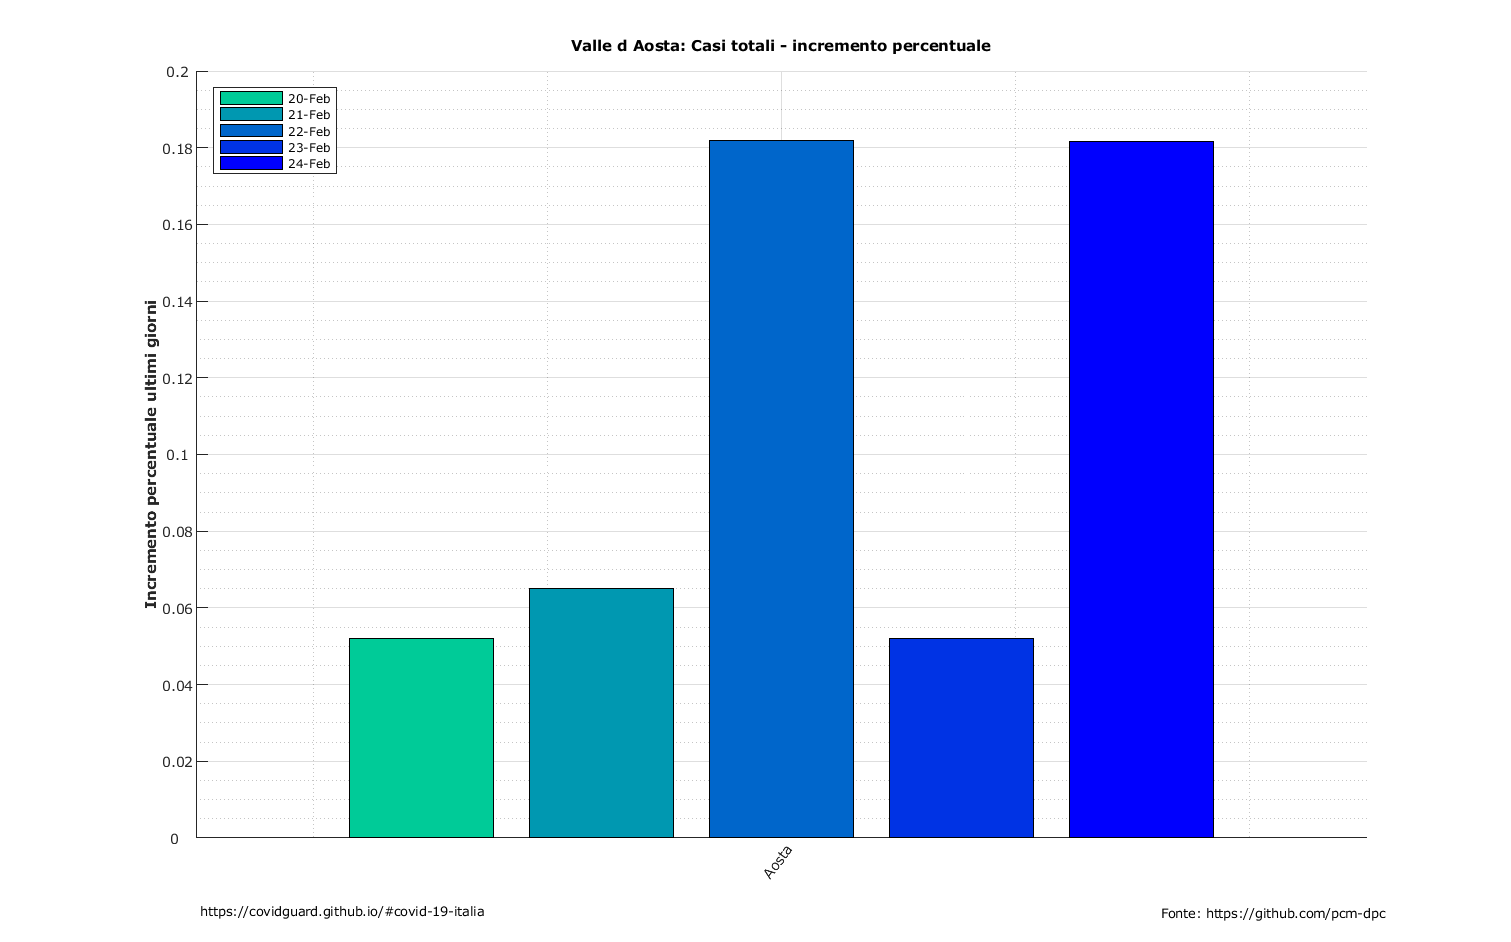 Valle d Aosta: Casi totali - incremento percentuale
0.2
0.18
0.16
0.14
0.12
0.1
0.08
0.06
0.04
0.02
0
Incremento percentuale ultimi giorni
20-Feb
21-Feb
22-Feb
23-Feb
24-Feb
Aosta
https://covidguard.github.io/#covid-19-italia
Fonte: https://github.com/pcm-dpc